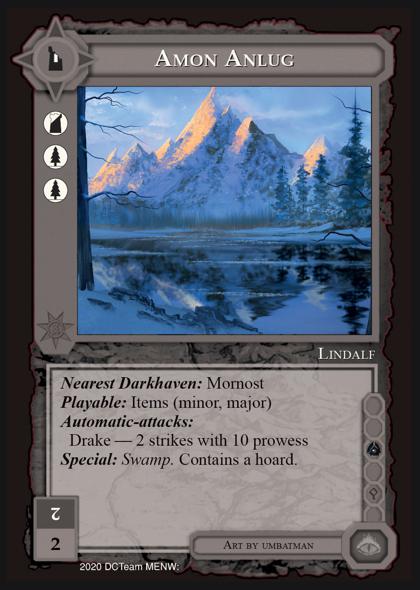 Amon Anlug
Lindalf
Nearest Darkhaven: Mornost
Playable: Items (minor, major)
Automatic-attacks:
Drake — 2 strikes with 10 prowess
Special: Swamp. Contains a hoard.
2
2
Art by umbatman
2020 DCTeam MENW: